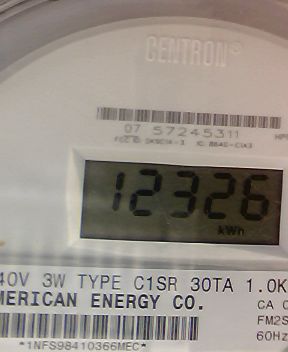 CENTRON®
07 57245311
12326
kWh
40V 3W TYPE C1SR 30TA 1.0K
MERICAN ENERGY CO.
CA 0
FM2S
60Hz
*1NFS98410366MEC*